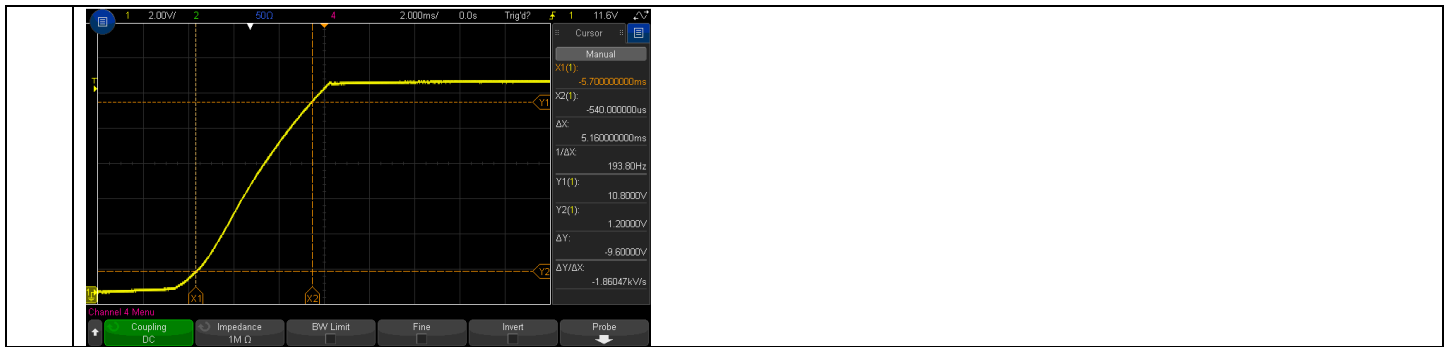 1 2.00V/ 2 50Ω 4 2.000ms/ 0.0s Trig'd? 1 11.6V
Cursor
Manual
X1(1):
-5.700000000ms
X2(1):
-540.000000us
ΔX:
5.160000000ms
1/ΔX:
193.80Hz
Y1(1):
10.8000V
Y2(1):
1.20000V
ΔY:
-9.60000V
ΔY/ΔX:
-1.86047kV/s
T
Y1
Y2
1
X1 X2
Channel 4 Menu
Coupling Impedance BW Limit Fine Invert Probe
DC 1M Ω